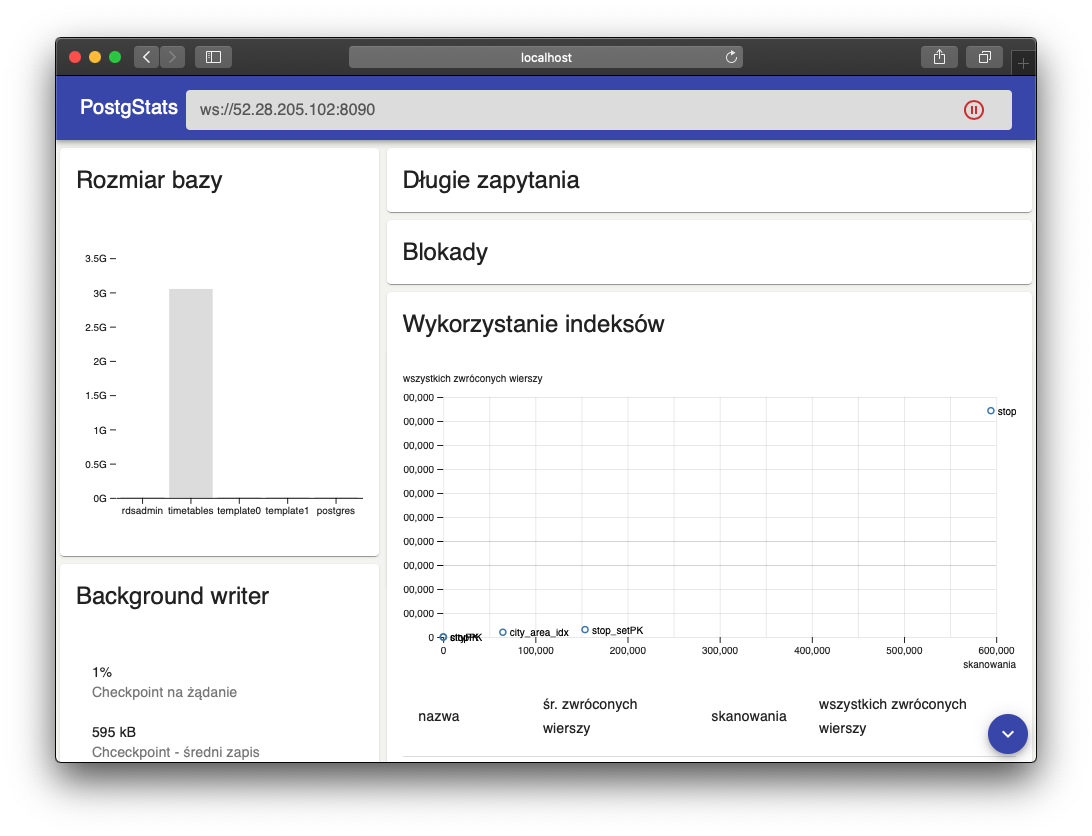 localhost
PostgStats
ws://52.28.205.102:8090
Rozmiar bazy
3.5G
3G
2.5G
2G
1.5G
1G
0.5G
0G
rdsadmin timetables template0 template1 postgres
Background writer
1%
Checkpoint na żądanie
595 kB
Chceckpoint - średni zapis
Długie zapytania
Blokady
Wykorzystanie indeksów
wszystkich zwróconych wierszy
00,000
00,000
00,000
00,000
00,000
00,000
00,000
00,000
00,000
00,000
0
stop
city_area_idx
stop_setPK
0 100,000 200,000 300,000 400,000 500,000 600,000
skanowania
nazwa
śr. zwróconych
wierszy
skanowania
wszystkich zwróconych
wierszy